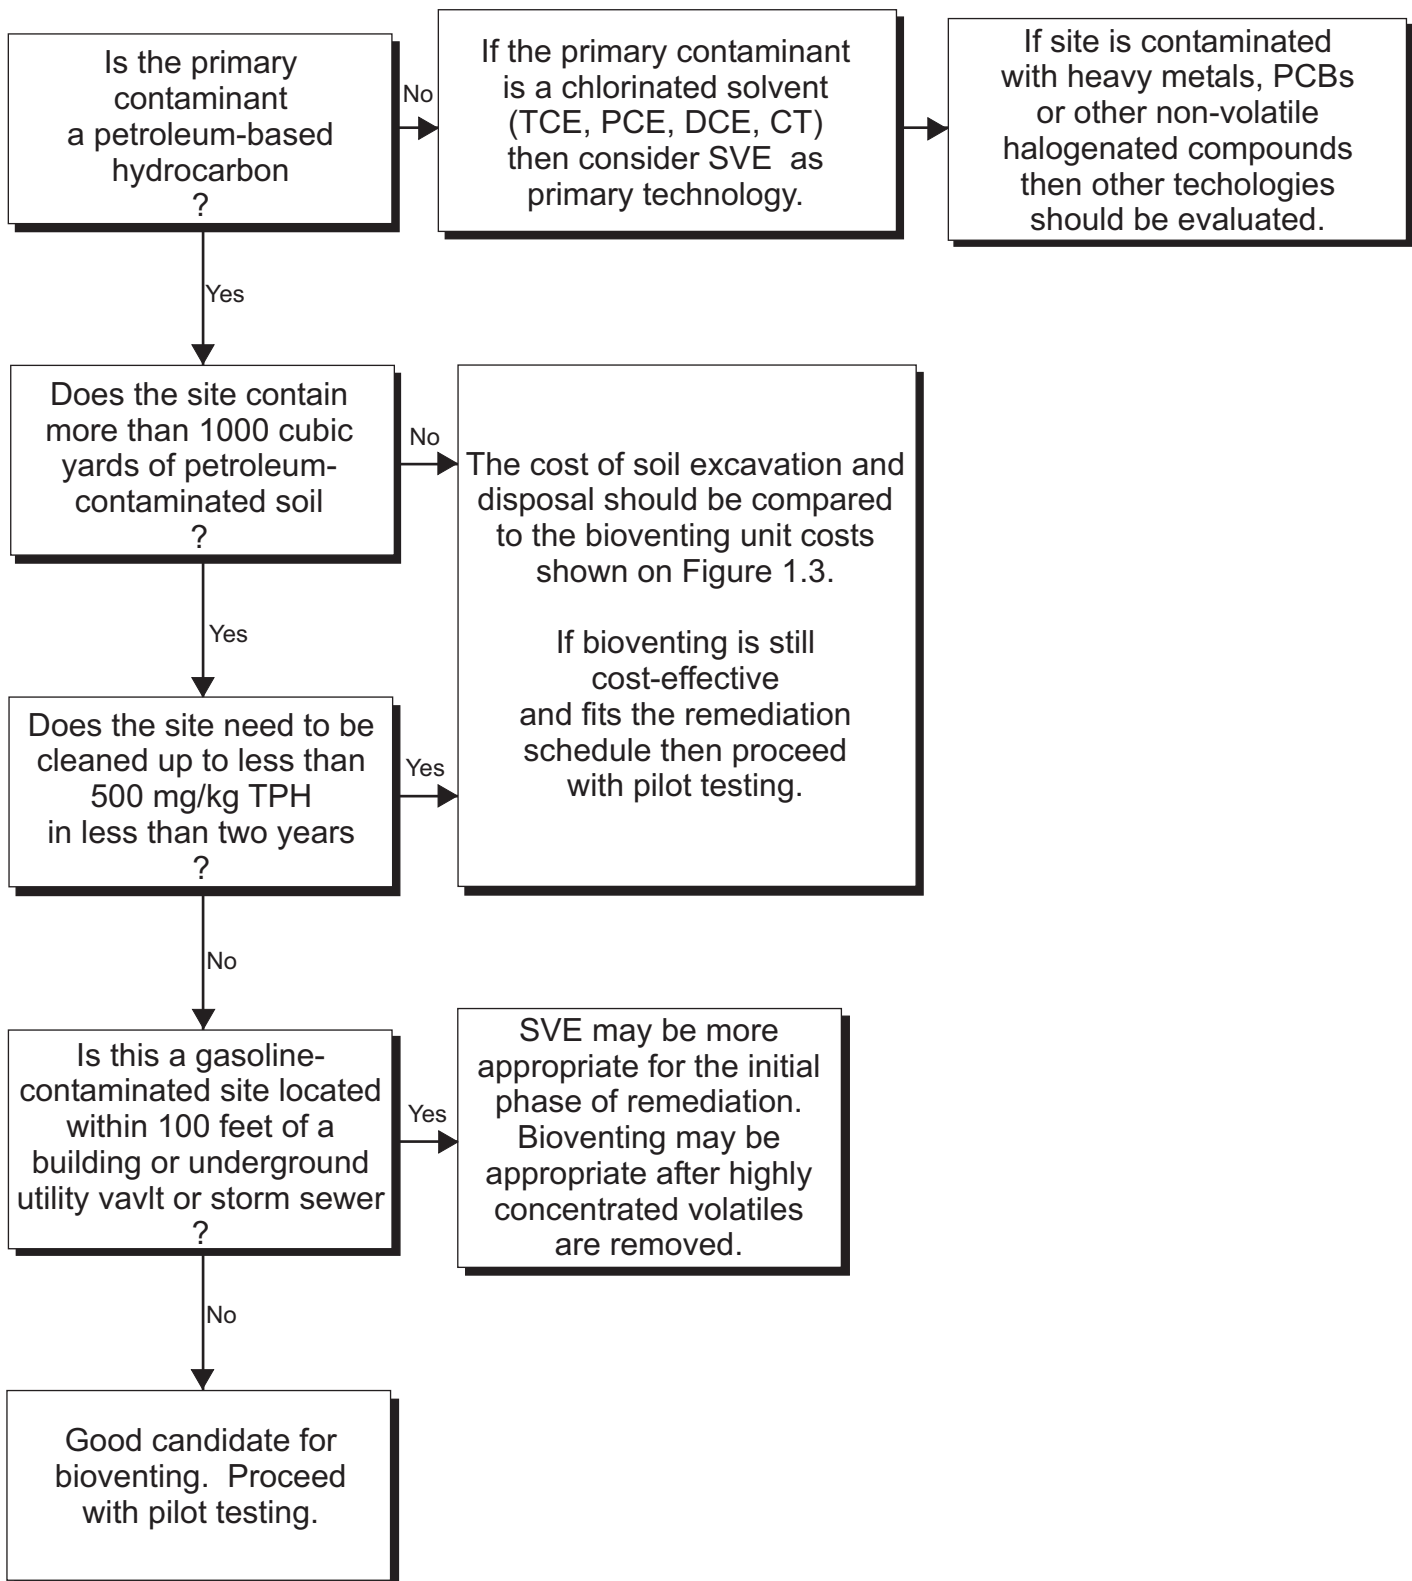 Is the primary
contaminant
a petroleum-based
hydrocarbon
?
No
If the primary contaminant
is a chlorinated solvent
(TCE, PCE, DCE, CT)
then consider SVE as
primary technology.
If site is contaminated
with heavy metals, PCBs
or other non-volatile
halogenated compounds
then other techologies
should be evaluated.
Yes
Does the site contain
more than 1000 cubic
yards of petroleum-
contaminated soil
?
No
The cost of soil excavation and
disposal should be compared
to the bioventing unit costs
shown on Figure 1.3.
If bioventing is still
cost-effective
and fits the remediation
schedule then proceed
with pilot testing.
Yes
Does the site need to be
cleaned up to less than
500 mg/kg TPH
in less than two years
?
Yes
No
Is this a gasoline-
contaminated site located
within 100 feet of a
building or underground
utility vavlt or storm sewer
?
Yes
SVE may be more
appropriate for the initial
phase of remediation.
Bioventing may be
appropriate after highly
concentrated volatiles
are removed.
No
Good candidate for
bioventing. Proceed
with pilot testing.